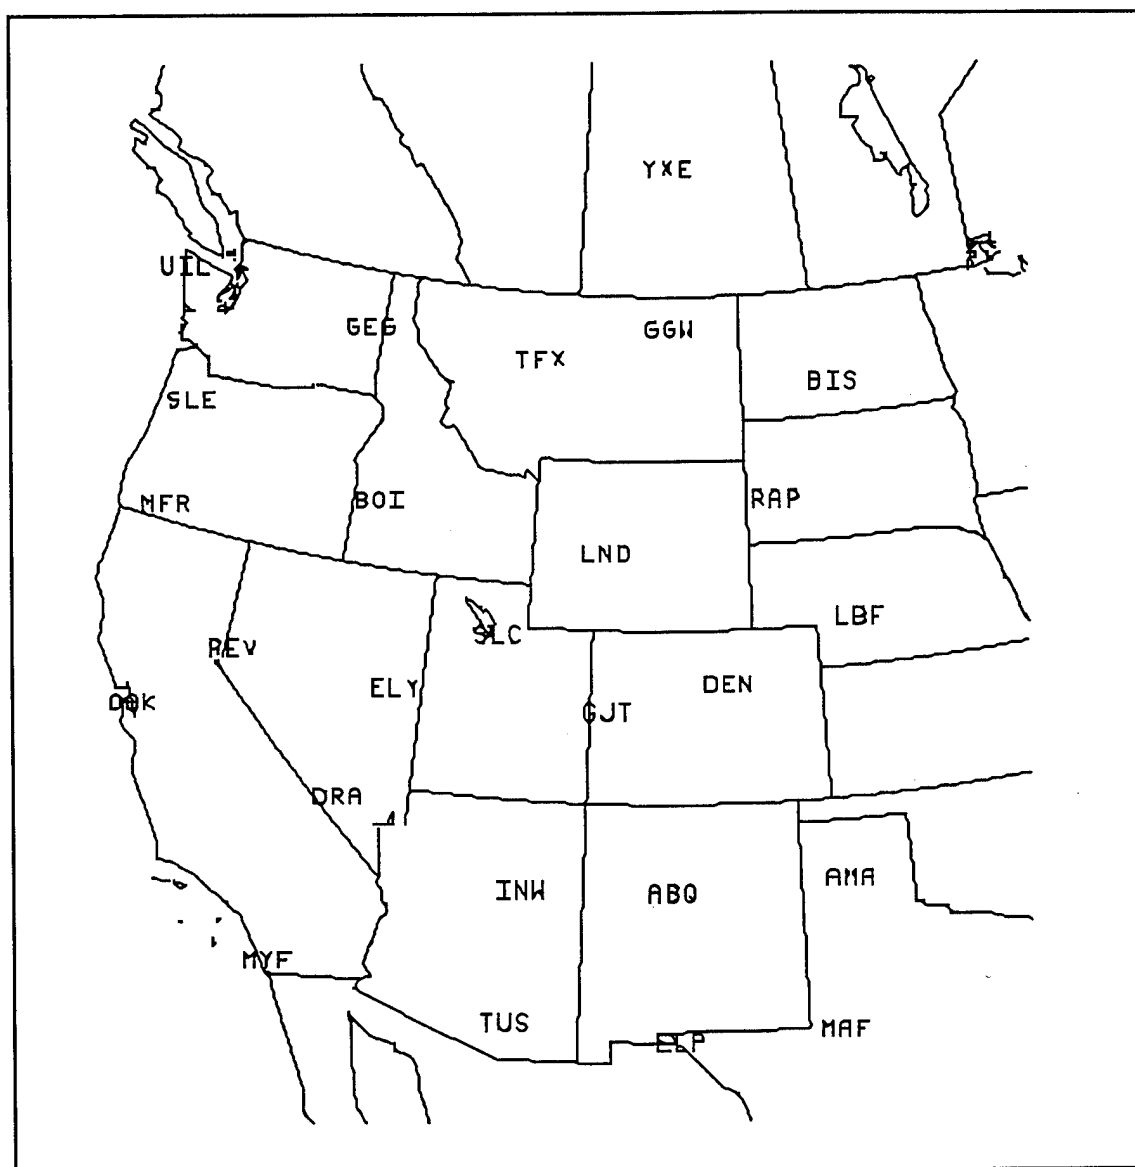 YXE
UIL
GEG
GGW
TFX
BIS
SLE
MFR
BOI
RAP
LND
LBF
SLC
REV
ELY
DEN
OAK
GJT
DRA
INW
ABQ
AMA
MYF
TUS
MAF
ELP